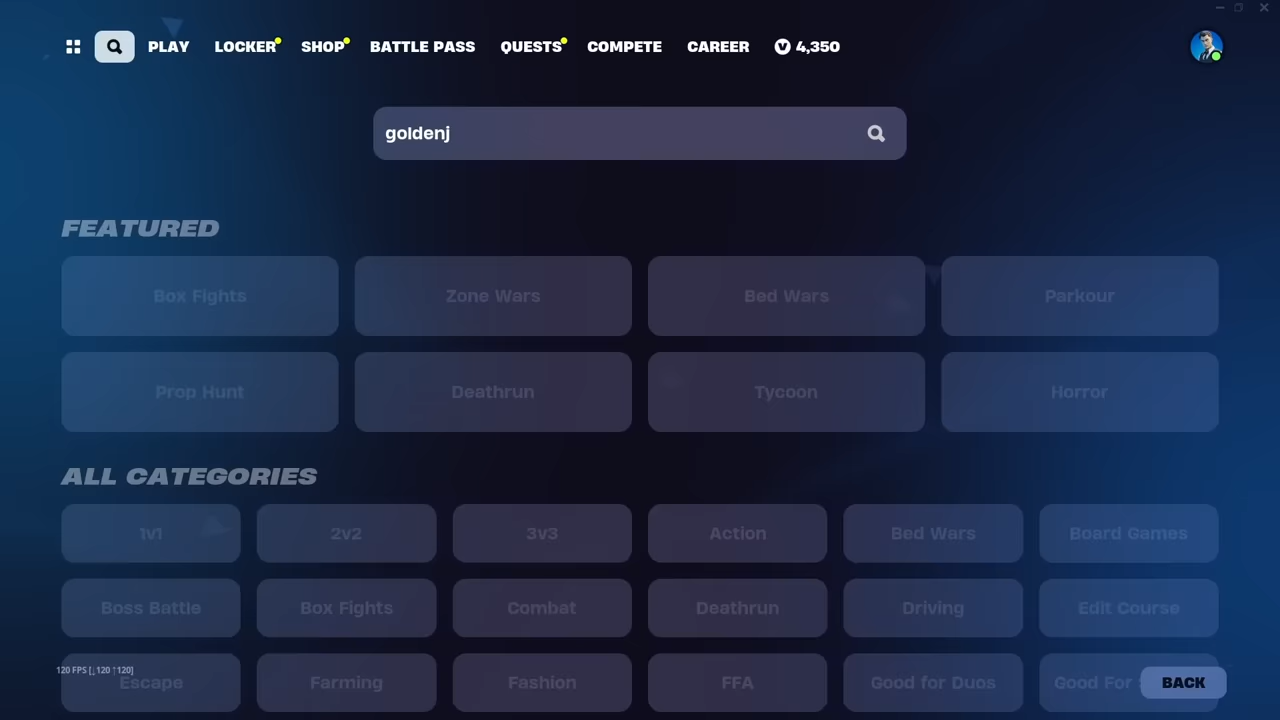 PLAY LOCKER SHOP BATTLE PASS QUESTS COMPETE CAREER V 4,350
goldenj
FEATURED
Box Fights Zone Wars Bed Wars Parkour
Prop Hunt Deathrun Tycoon Horror
ALL CATEGORIES
1v1 2v2 3v3 Action Bed Wars Board Games
Boss Battle Box Fights Combat Deathrun Driving Edit Course
120 FPS [↓120 ↑120]
Escape Farming Fashion FFA Good for Duos Good For
BACK